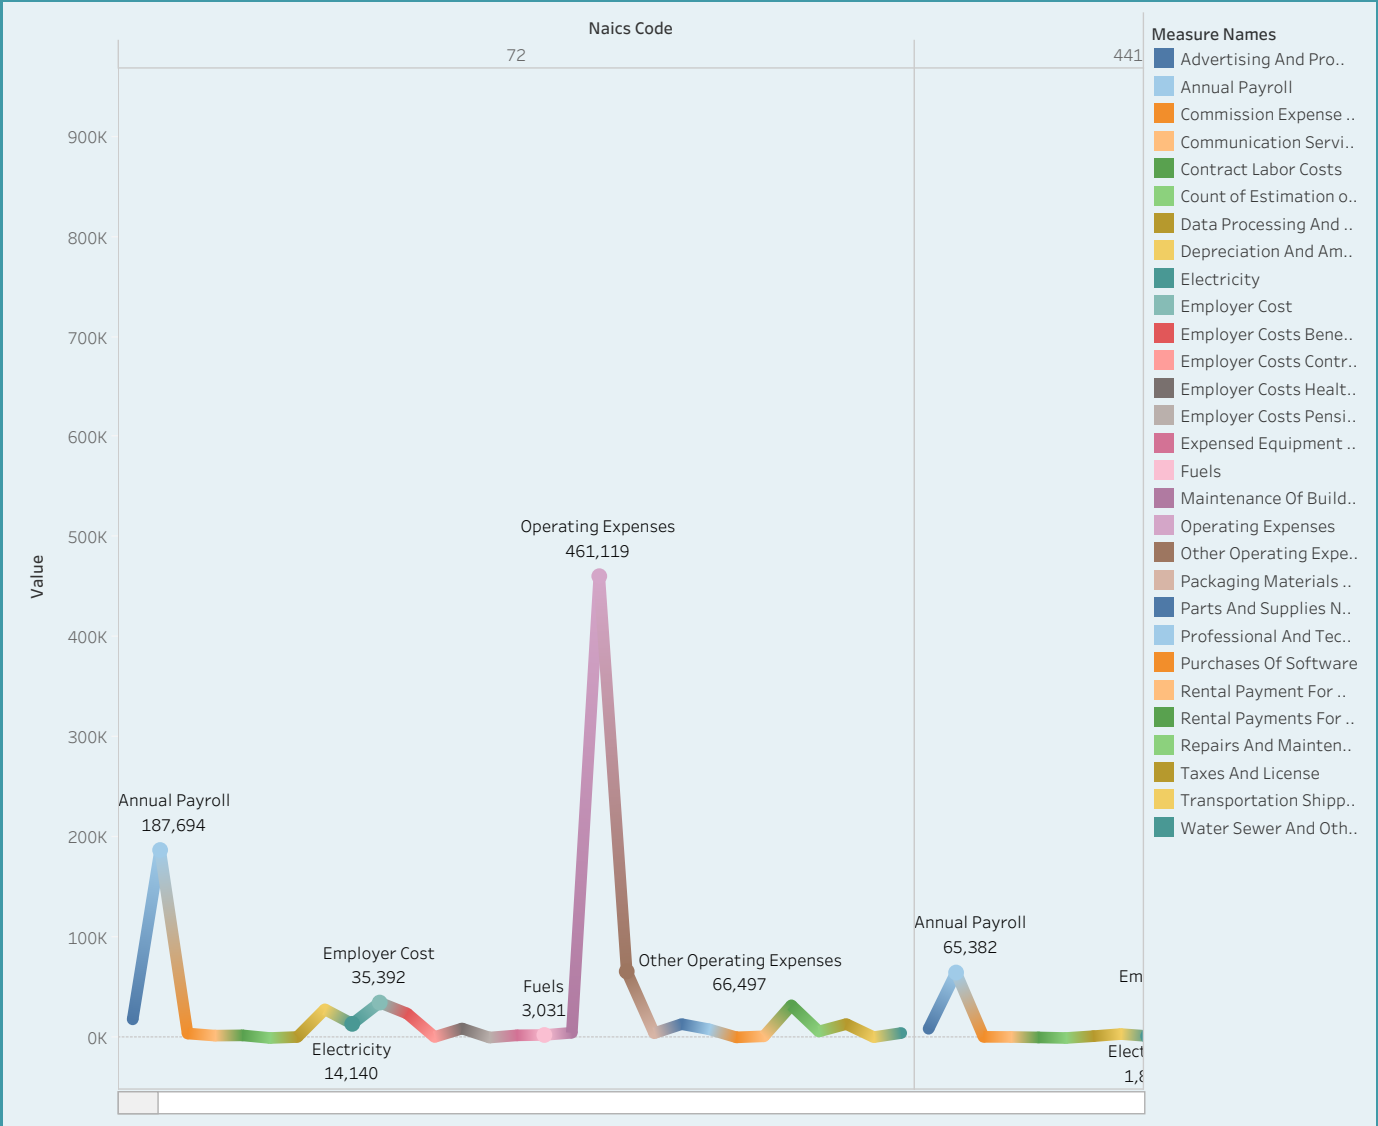 Naics Code
72
441
900K
800K
700K
600K
500K
400K
300K
200K
100K
0K
Value
Operating Expenses
461,119
Annual Payroll
187,694
Employer Cost
35,392
Fuels
3,031
Other Operating Expenses
66,497
Electricity
14,140
Annual Payroll
65,382
Em
Elect
1,8
Measure Names
Advertising And Pro..
Annual Payroll
Commission Expense ..
Communication Servi..
Contract Labor Costs
Count of Estimation o..
Data Processing And ..
Depreciation And Am..
Electricity
Employer Cost
Employer Costs Bene..
Employer Costs Contr..
Employer Costs Healt..
Employer Costs Pensi..
Expensed Equipment ..
Fuels
Maintenance Of Build..
Operating Expenses
Other Operating Expe..
Packaging Materials ..
Parts And Supplies N..
Professional And Tec..
Purchases Of Software
Rental Payment For ..
Rental Payments For ..
Repairs And Mainten..
Taxes And License
Transportation Shipp..
Water Sewer And Oth..